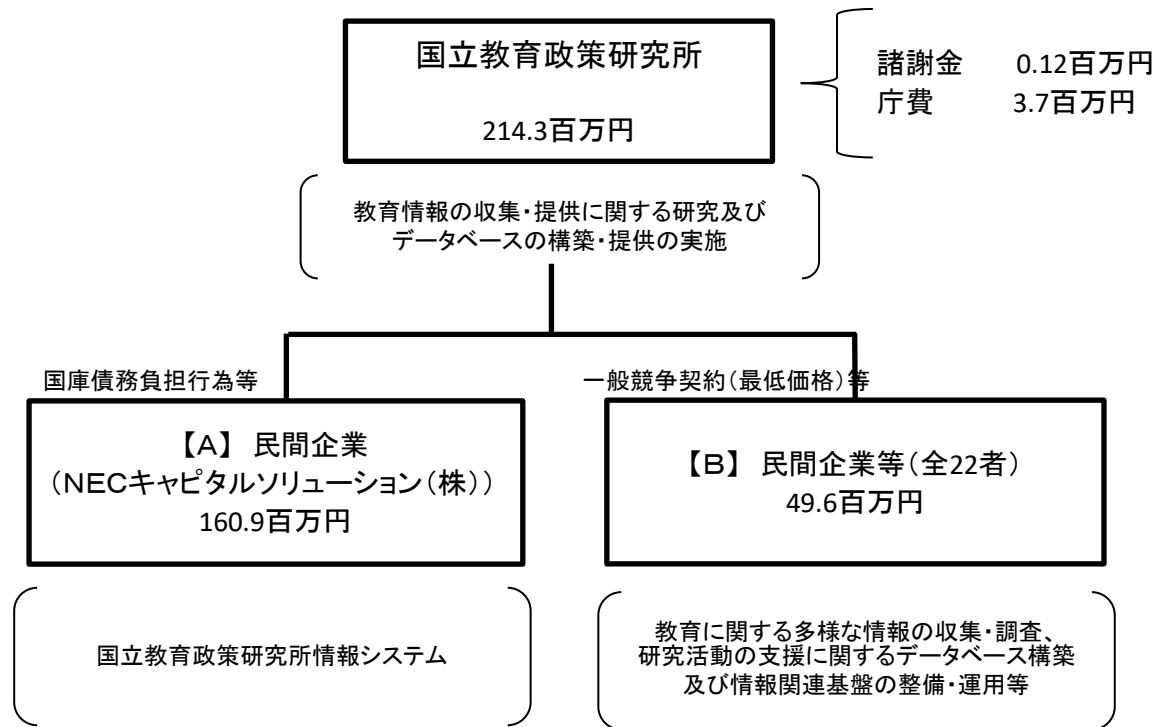 国立教育政策研究所
214.3百万円
諸謝金 0.12百万円
庁費 3.7百万円
教育情報の収集・提供に関する研究及び
データベースの構築・提供の実施
国庫債務負担行為等
【A】 民間企業
（NECキャピタルソリューション（株））
160.9百万円
国立教育政策研究所情報システム
一般競争契約（最低価格）等
【B】 民間企業等（全22者）
49.6百万円
教育に関する多様な情報の収集・調査、
研究活動の支援に関するデータベース構築
及び情報関連基盤の整備・運用等